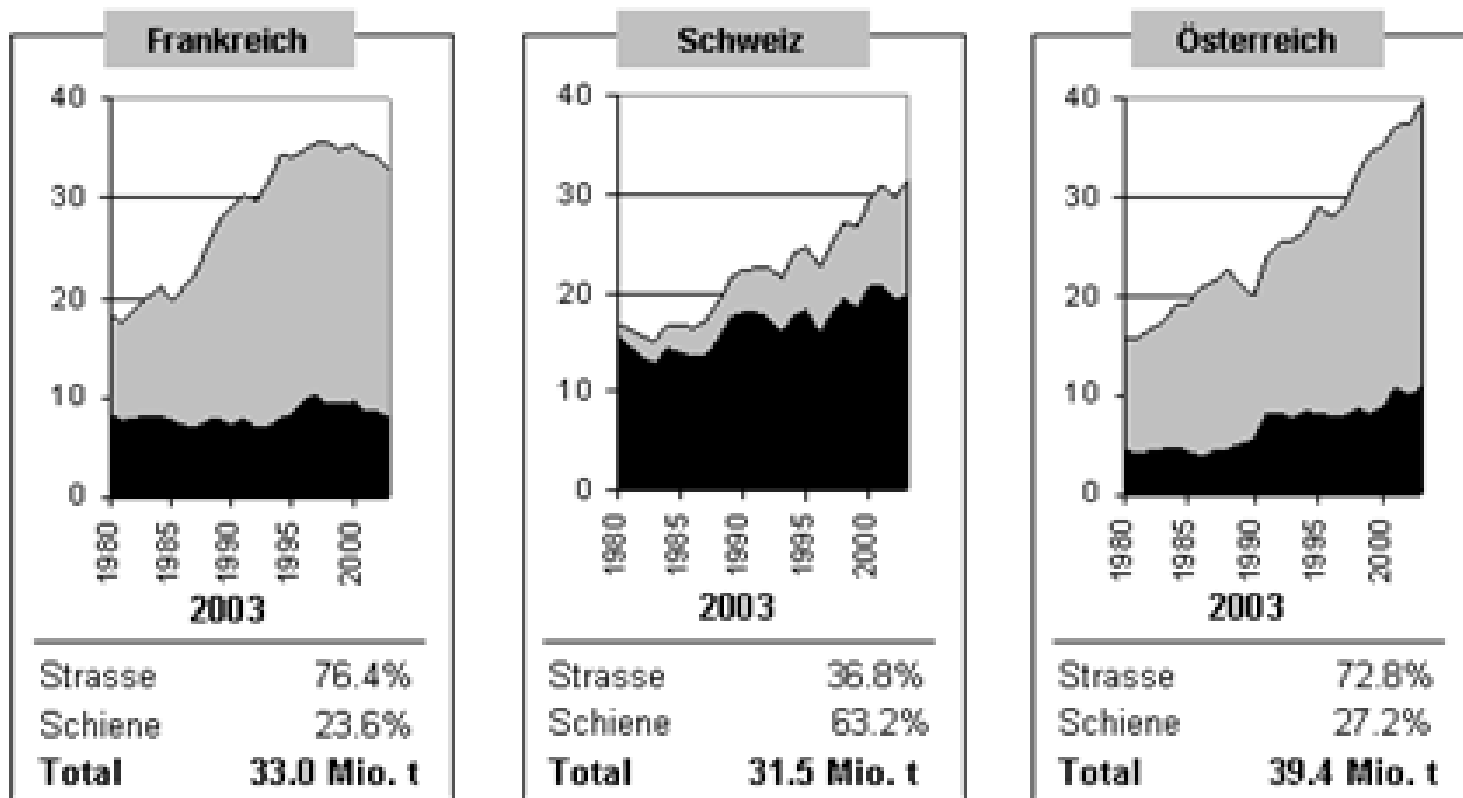 Frankreich
40
30
20
10
0
1980
1985
1990
1995
2000
2003
Strasse 76.4%
Schiene 23.6%
Total 33.0 Mio. t
Schweiz
40
30
20
10
0
1980
1985
1990
1995
2000
2003
Strasse 36.8%
Schiene 63.2%
Total 31.5 Mio. t
Österreich
40
30
20
10
0
1980
1985
1990
1995
2000
2003
Strasse 72.8%
Schiene 27.2%
Total 39.4 Mio. t